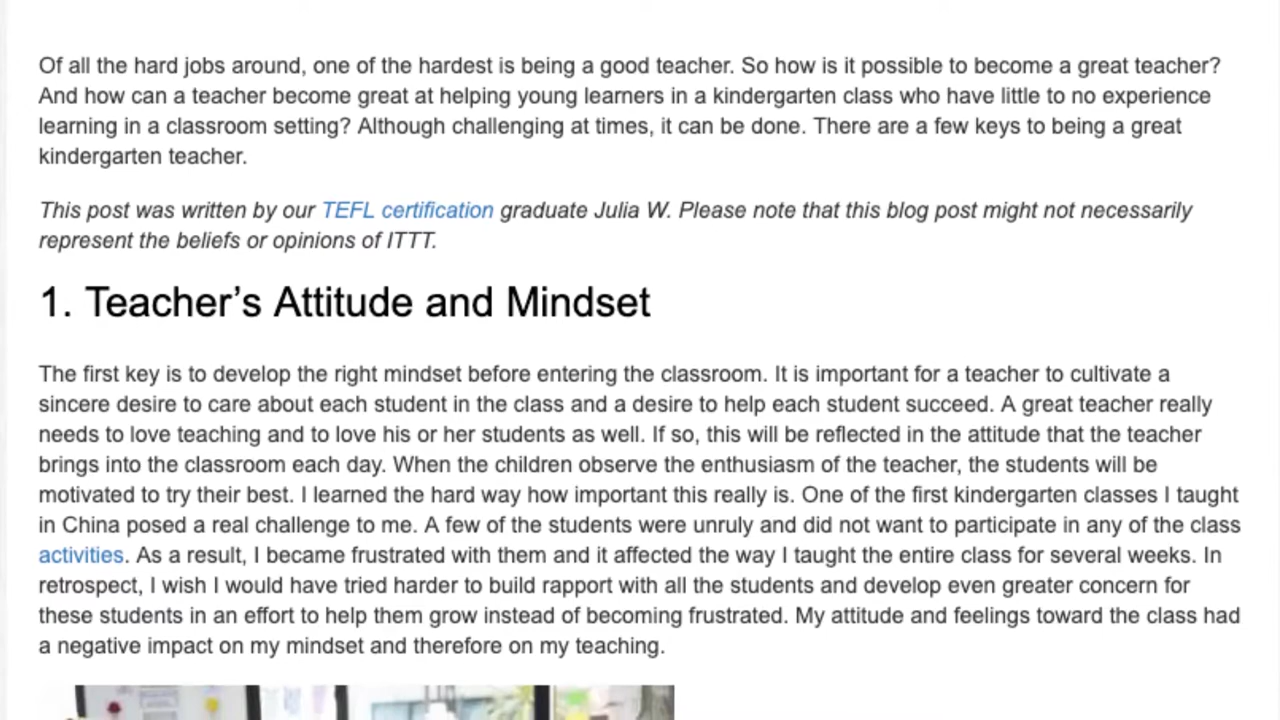 Of all the hard jobs around, one of the hardest is being a good teacher. So how is it possible to become a great teacher?
And how can a teacher become great at helping young learners in a kindergarten class who have little to no experience
learning in a classroom setting? Although challenging at times, it can be done. There are a few keys to being a great
kindergarten teacher.
This post was written by our TEFL certification graduate Julia W. Please note that this blog post might not necessarily
represent the beliefs or opinions of ITTT.
1. Teacher’s Attitude and Mindset
The first key is to develop the right mindset before entering the classroom. It is important for a teacher to cultivate a
sincere desire to care about each student in the class and a desire to help each student succeed. A great teacher really
needs to love teaching and to love his or her students as well. If so, this will be reflected in the attitude that the teacher
brings into the classroom each day. When the children observe the enthusiasm of the teacher, the students will be
motivated to try their best. I learned the hard way how important this really is. One of the first kindergarten classes I taught
in China posed a real challenge to me. A few of the students were unruly and did not want to participate in any of the class
activities. As a result, I became frustrated with them and it affected the way I taught the entire class for several weeks. In
retrospect, I wish I would have tried harder to build rapport with all the students and develop even greater concern for
these students in an effort to help them grow instead of becoming frustrated. My attitude and feelings toward the class had
a negative impact on my mindset and therefore on my teaching.